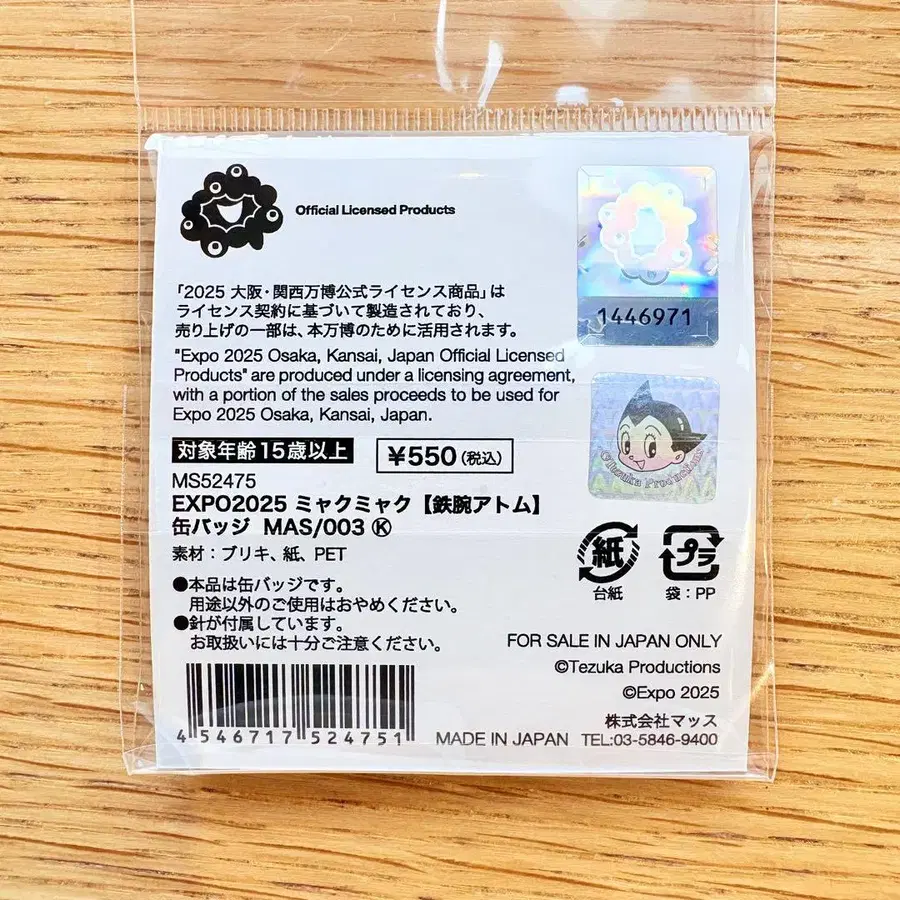 Official Licensed Products
1446971
「2025 大阪・関西万博公式ライセンス商品」は
ライセンス契約に基づいて製造されており、
売り上げの一部は、本万博のために活用されます。
"Expo 2025 Osaka, Kansai, Japan Official Licensed
Products" are produced under a licensing agreement,
with a portion of the sales proceeds to be used for
Expo 2025 Osaka, Kansai, Japan.
©Tezuka Productions
対象年齢15歳以上
¥550(税込)
MS52475
EXPO2025 ミャクミャク【鉄腕アトム】
缶バッジ MAS/003 Ⓚ
素材：ブリキ、紙、PET
紙
台紙
プラ
袋：PP
●本品は缶バッジです。
用途以外のご使用はおやめください。
●針が付属しています。
お取扱いには十分ご注意ください。
FOR SALE IN JAPAN ONLY
©Tezuka Productions
©Expo 2025
株式会社マッス
MADE IN JAPAN TEL:03-5846-9400
4 546717 524751